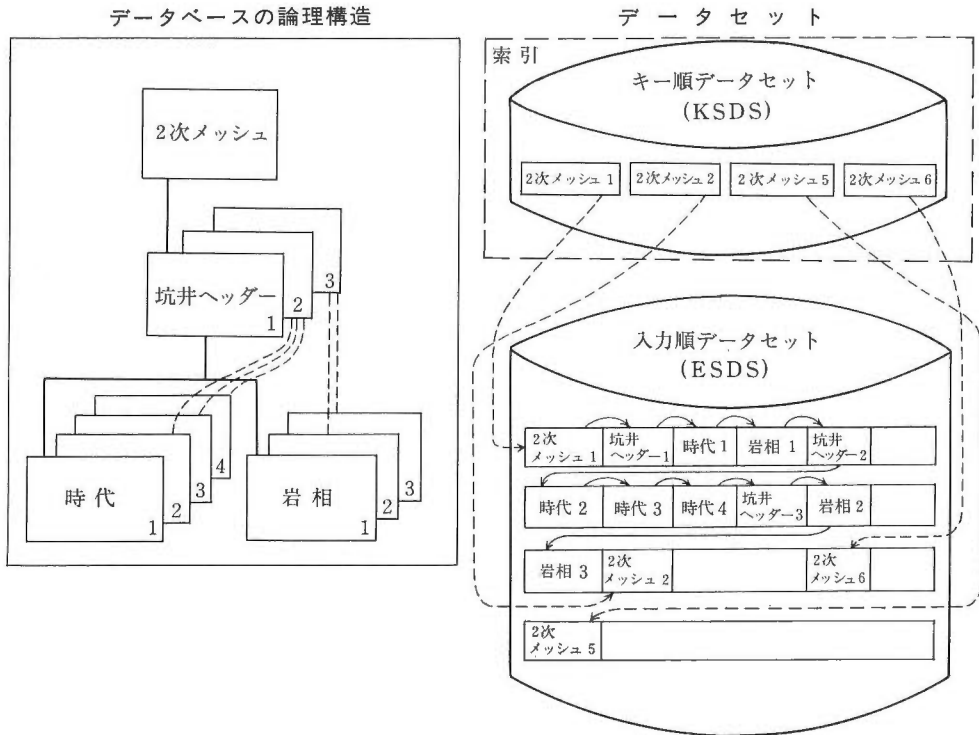 データベースの論理構造
2次メッシュ
坑井ヘッダー
1
2
3
時代
1
2
3
4
岩相
1
2
3
データセット
索引
キー順データセット
(KSDS)
2次メッシュ1
2次メッシュ2
2次メッシュ5
2次メッシュ6
入力順データセット
(ESDS)
2次
メッシュ1
坑井
ヘッダー1
時代1
岩相1
坑井
ヘッダー2
時代2
時代3
時代4
坑井
ヘッダー3
岩相2
岩相3
2次
メッシュ2
2次
メッシュ6
2次
メッシュ5